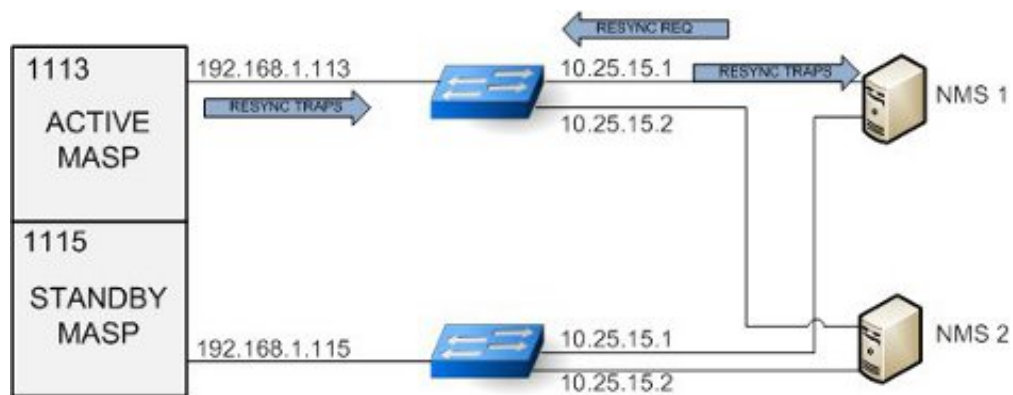 RESYNC REQ
1113
192.168.1.113
10.25.15.1
RESYNC TRAPS
ACTIVE
MASP
RESYNC TRAPS
NMS 1
10.25.15.2
1115
STANDBY
MASP
192.168.1.115
10.25.15.1
NMS 2
10.25.15.2